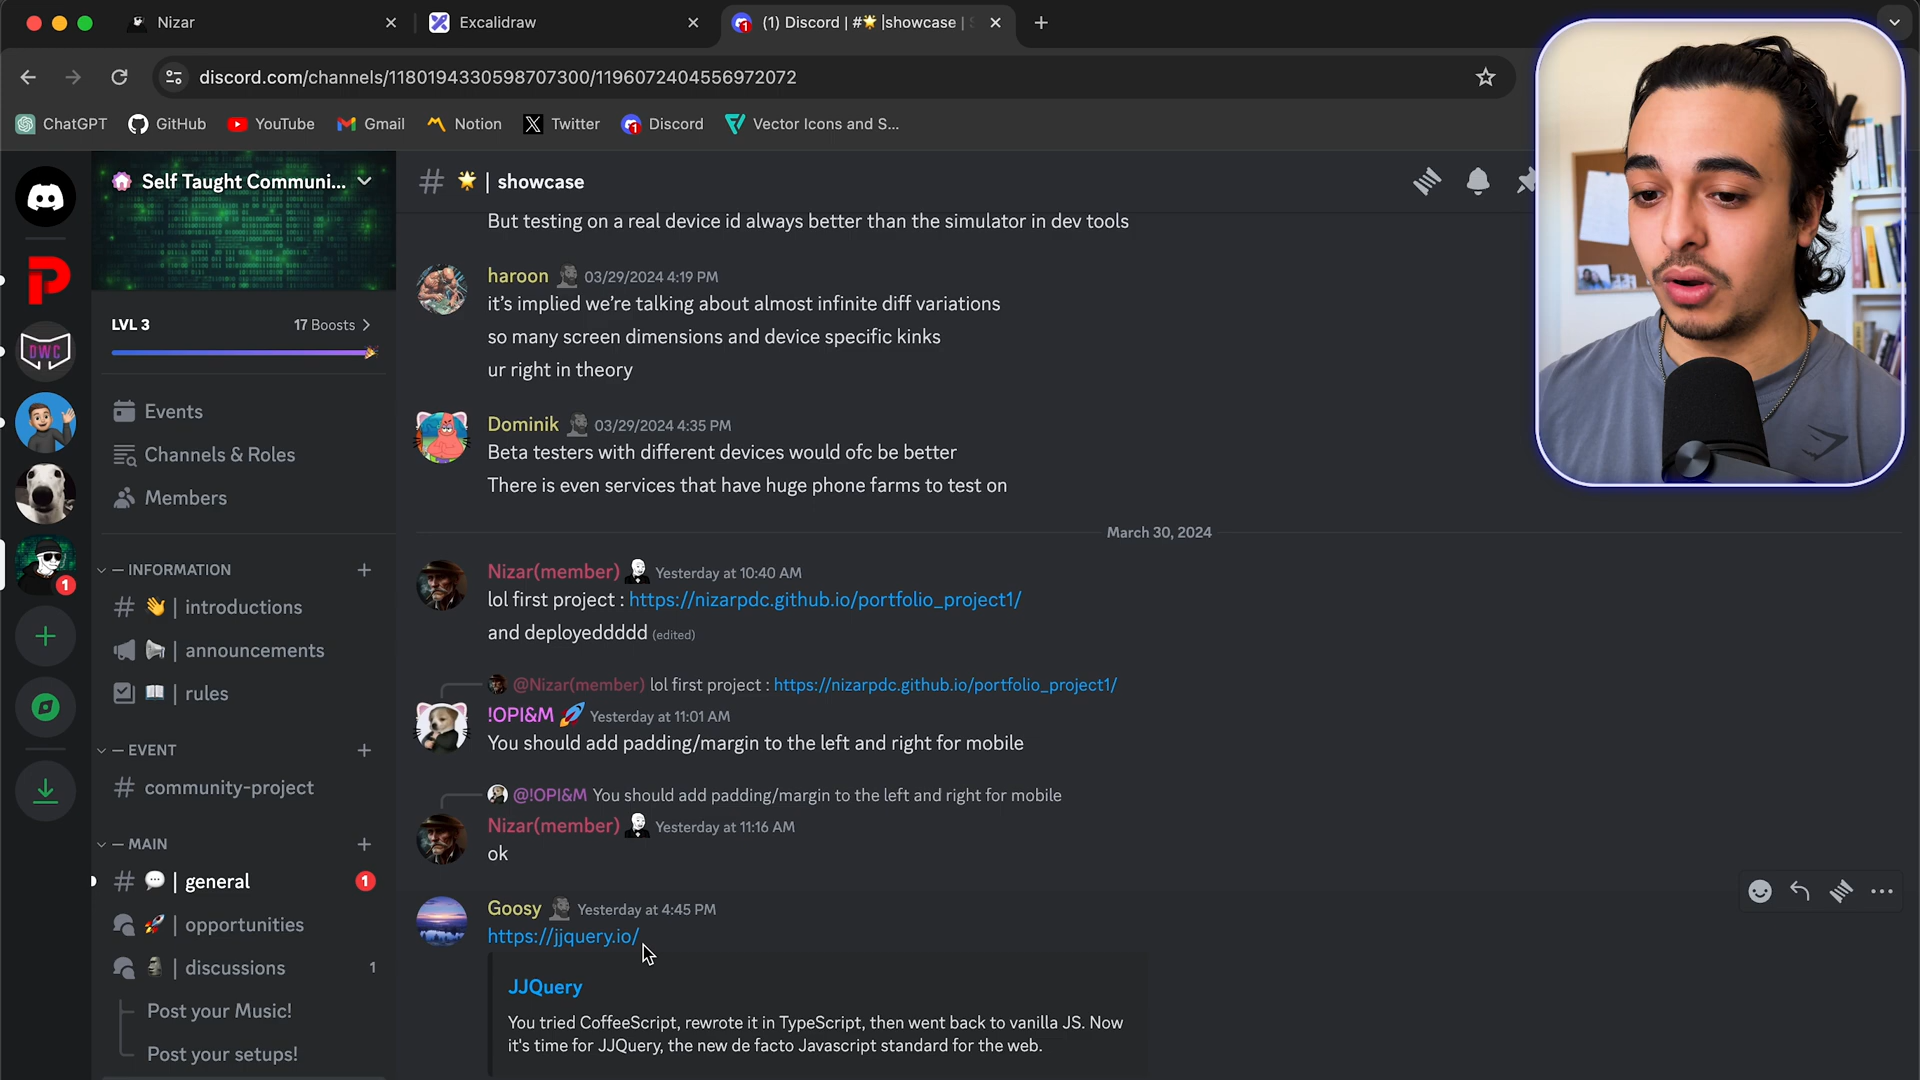 Nizar
Excalidraw
(1) Discord | #🌟 |showcase |
discord.com/channels/1180194330598707300/1196072404556972072
ChatGPT
GitHub
YouTube
Gmail
Notion
Twitter
Discord
Vector Icons and S...
Self Taught Communi...
LVL 3
17 Boosts
Events
Channels & Roles
Members
— INFORMATION
👋 | introductions
📢 | announcements
📖 | rules
— EVENT
community-project
— MAIN
💬 | general
1
🚀 | opportunities
🗿 | discussions
1
Post your Music!
Post your setups!
P
DWC
1
# 🌟 | showcase
But testing on a real device id always better than the simulator in dev tools
haroon 03/29/2024 4:19 PM
it's implied we're talking about almost infinite diff variations
so many screen dimensions and device specific kinks
ur right in theory
Dominik 03/29/2024 4:35 PM
Beta testers with different devices would ofc be better
There is even services that have huge phone farms to test on
March 30, 2024
Nizar(member) Yesterday at 10:40 AM
lol first project : https://nizarpdc.github.io/portfolio_project1/
and deployeddddd (edited)
@Nizar(member) lol first project : https://nizarpdc.github.io/portfolio_project1/
!OPI&M 🚀 Yesterday at 11:01 AM
You should add padding/margin to the left and right for mobile
@!OPI&M You should add padding/margin to the left and right for mobile
Nizar(member) Yesterday at 11:16 AM
ok
Goosy Yesterday at 4:45 PM
https://jjquery.io/
JJQuery
You tried CoffeeScript, rewrote it in TypeScript, then went back to vanilla JS. Now
it's time for JJQuery, the new de facto Javascript standard for the web.